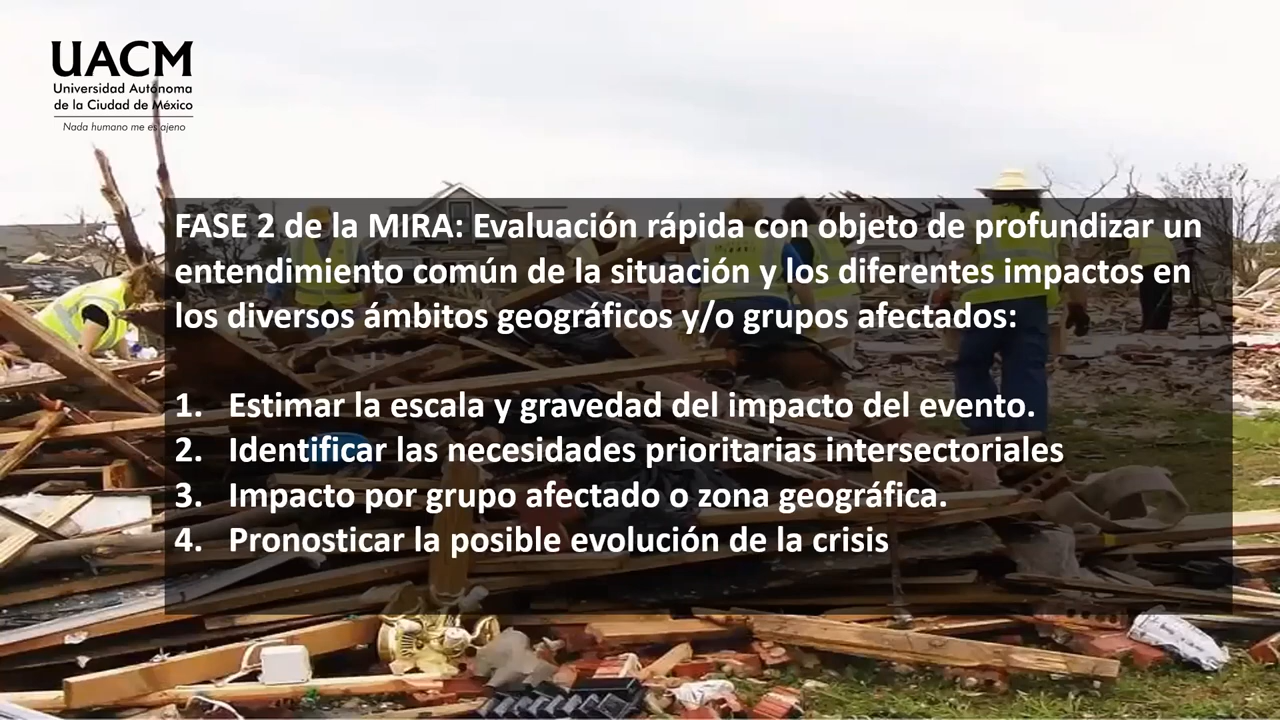 UACM
Universidad Autónoma
de la Ciudad de México
Nada humano me es ajeno
FASE 2 de la MIRA: Evaluación rápida con objeto de profundizar un
entendimiento común de la situación y los diferentes impactos en
los diversos ámbitos geográficos y/o grupos afectados:
1. Estimar la escala y gravedad del impacto del evento.
2. Identificar las necesidades prioritarias intersectoriales
3. Impacto por grupo afectado o zona geográfica.
4. Pronosticar la posible evolución de la crisis